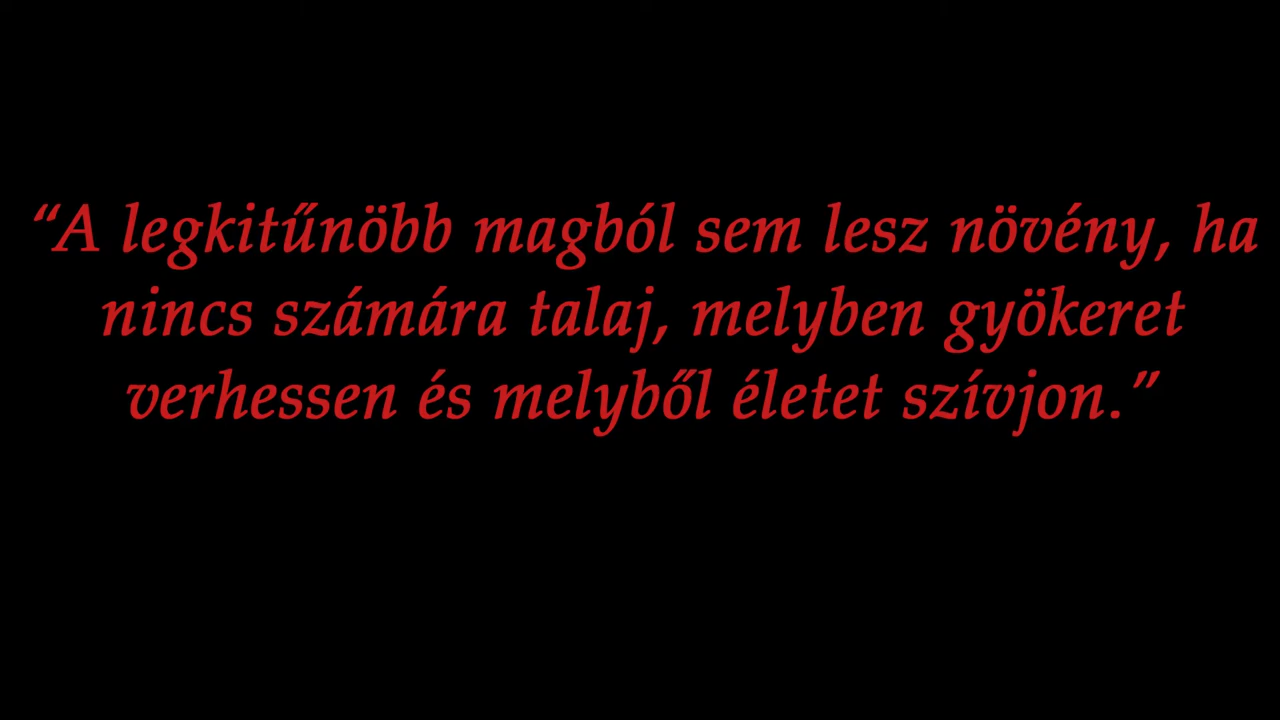 “A legkitűnöbb magból sem lesz növény, ha
nincs számára talaj, melyben gyökeret
verhessen és melyből életet szívjon.”